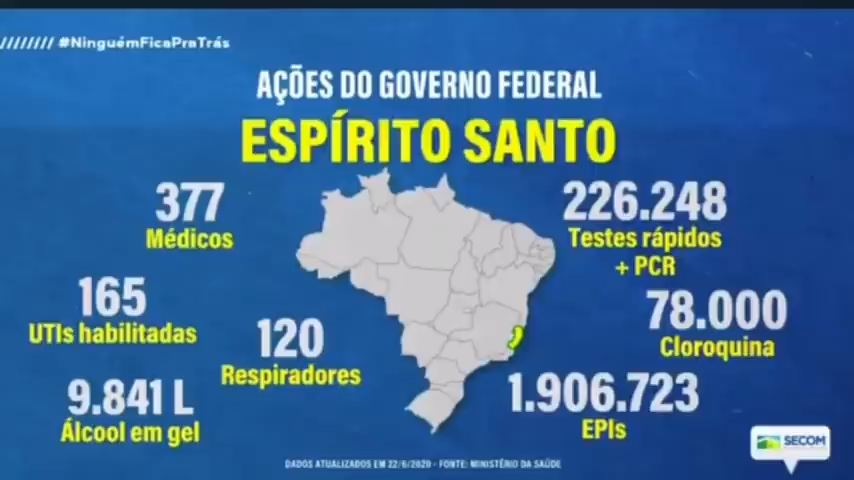 //////// #NinguémFicaPraTrás
AÇÕES DO GOVERNO FEDERAL
ESPÍRITO SANTO
377
Médicos
226.248
Testes rápidos
+ PCR
165
UTIs habilitadas
120
Respiradores
78.000
Cloroquina
9.841 L
Álcool em gel
1.906.723
EPIs
SECOM
DADOS ATUALIZADOS EM 22/6/2020 - FONTE: MINISTÉRIO DA SAÚDE